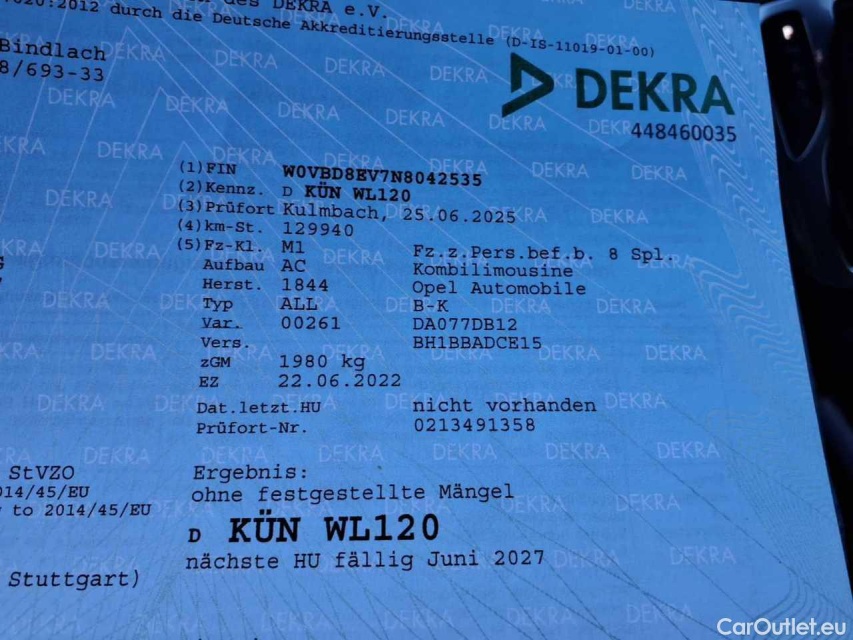 des DEKRA e.V.
:2012 durch die Deutsche Akkreditierungsstelle (D-IS-11019-01-00)
Bindlach
8/693-33
DEKRA
448460035
(1)FIN W0VBD8EV7N8042535
(2)Kennz. D KÜN WL120
(3)Prüfort Kulmbach, 25.06.2025
(4)km-St. 129940
(5)Fz-Kl. M1 Fz.z.Pers.bef.b. 8 Spl.
Aufbau AC Kombilimousine
Herst. 1844 Opel Automobile
Typ ALL B-K
Var. 00261 DA077DB12
Vers. BH1BBADCE15
zGM 1980 kg
EZ 22.06.2022
Dat.letzt.HU nicht vorhanden
Prüfort-Nr. 0213491358
StVZO
014/45/EU
to 2014/45/EU
Ergebnis:
ohne festgestellte Mängel
D KÜN WL120
nächste HU fällig Juni 2027
Stuttgart)
CarOutlet.eu